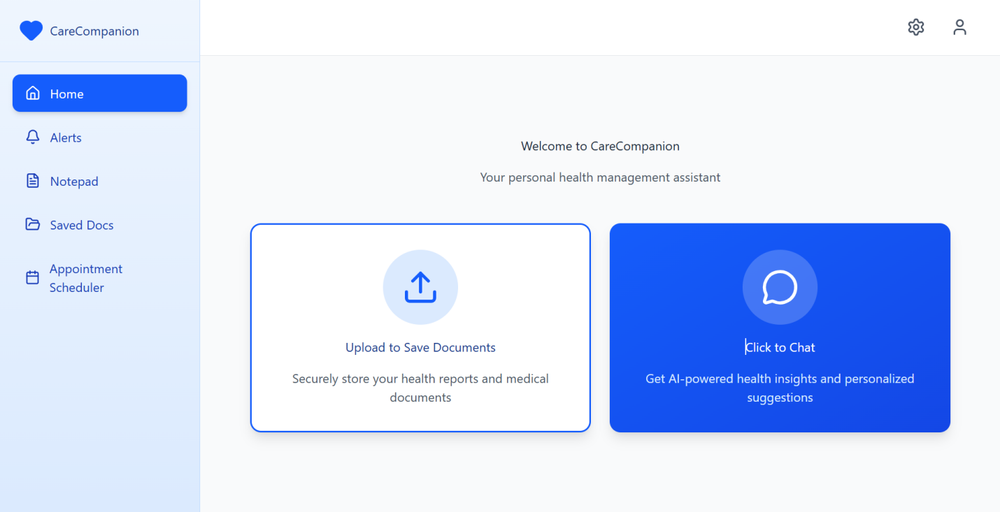 CareCompanion
Home
Alerts
Notepad
Saved Docs
Appointment
Scheduler
Welcome to CareCompanion
Your personal health management assistant
Upload to Save Documents
Securely store your health reports and medical
documents
Click to Chat
Get AI-powered health insights and personalized
suggestions